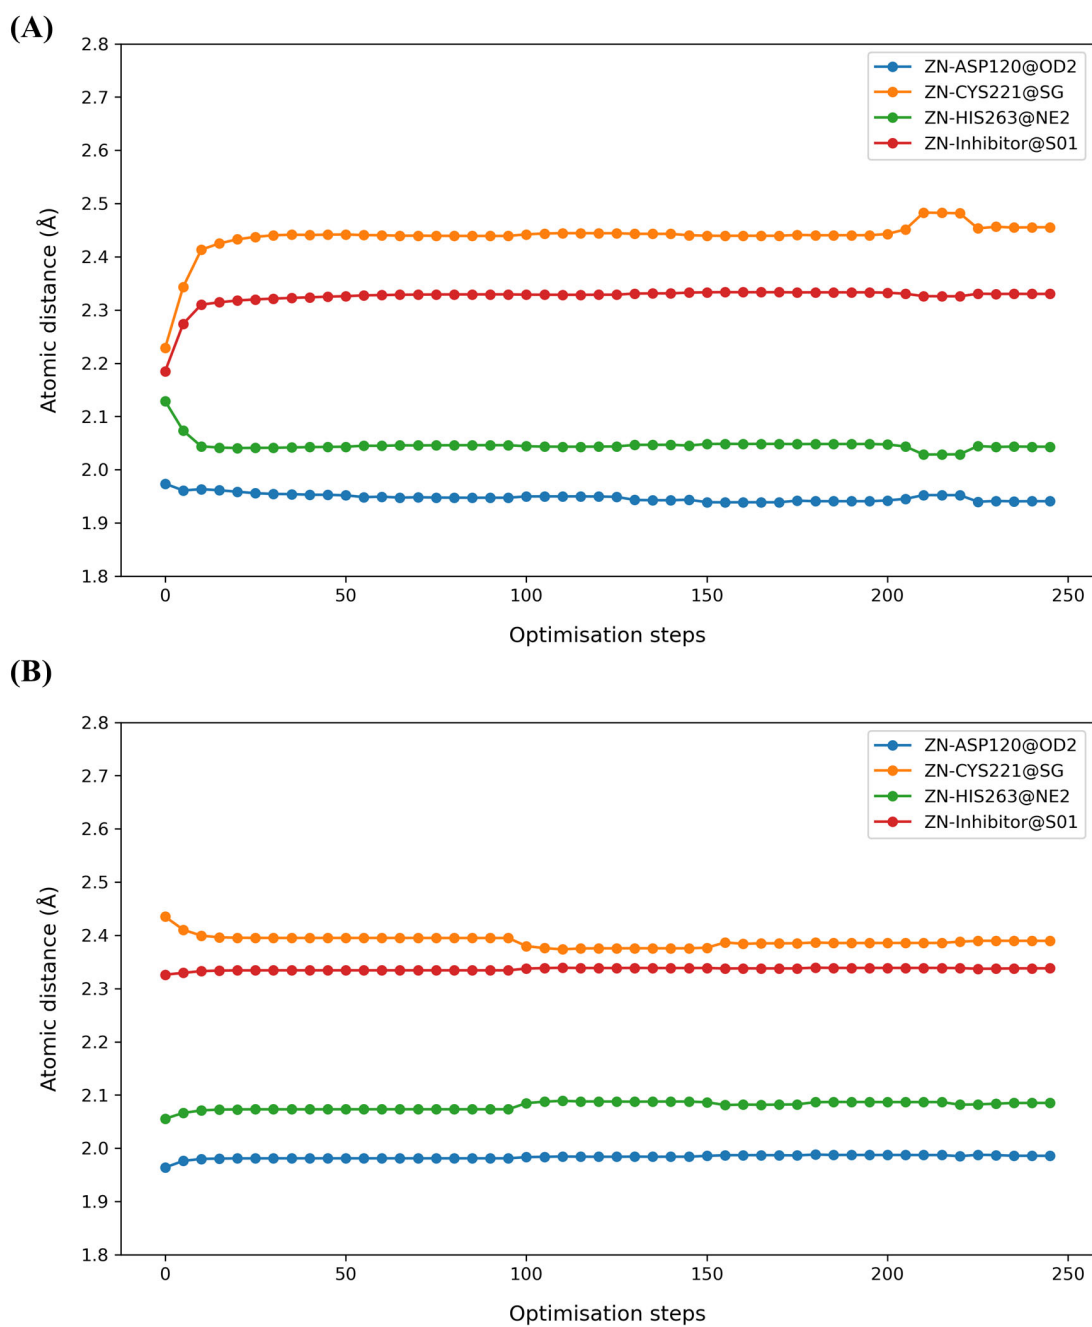 (A)
2.8
2.7
2.6
2.5
2.4
2.3
2.2
2.1
2.0
1.9
1.8
Atomic distance (Å)
ZN-ASP120@OD2
ZN-CYS221@SG
ZN-HIS263@NE2
ZN-Inhibitor@S01
0 50 100 150 200 250
Optimisation steps
(B)
2.8
2.7
2.6
2.5
2.4
2.3
2.2
2.1
2.0
1.9
1.8
Atomic distance (Å)
ZN-ASP120@OD2
ZN-CYS221@SG
ZN-HIS263@NE2
ZN-Inhibitor@S01
0 50 100 150 200 250
Optimisation steps